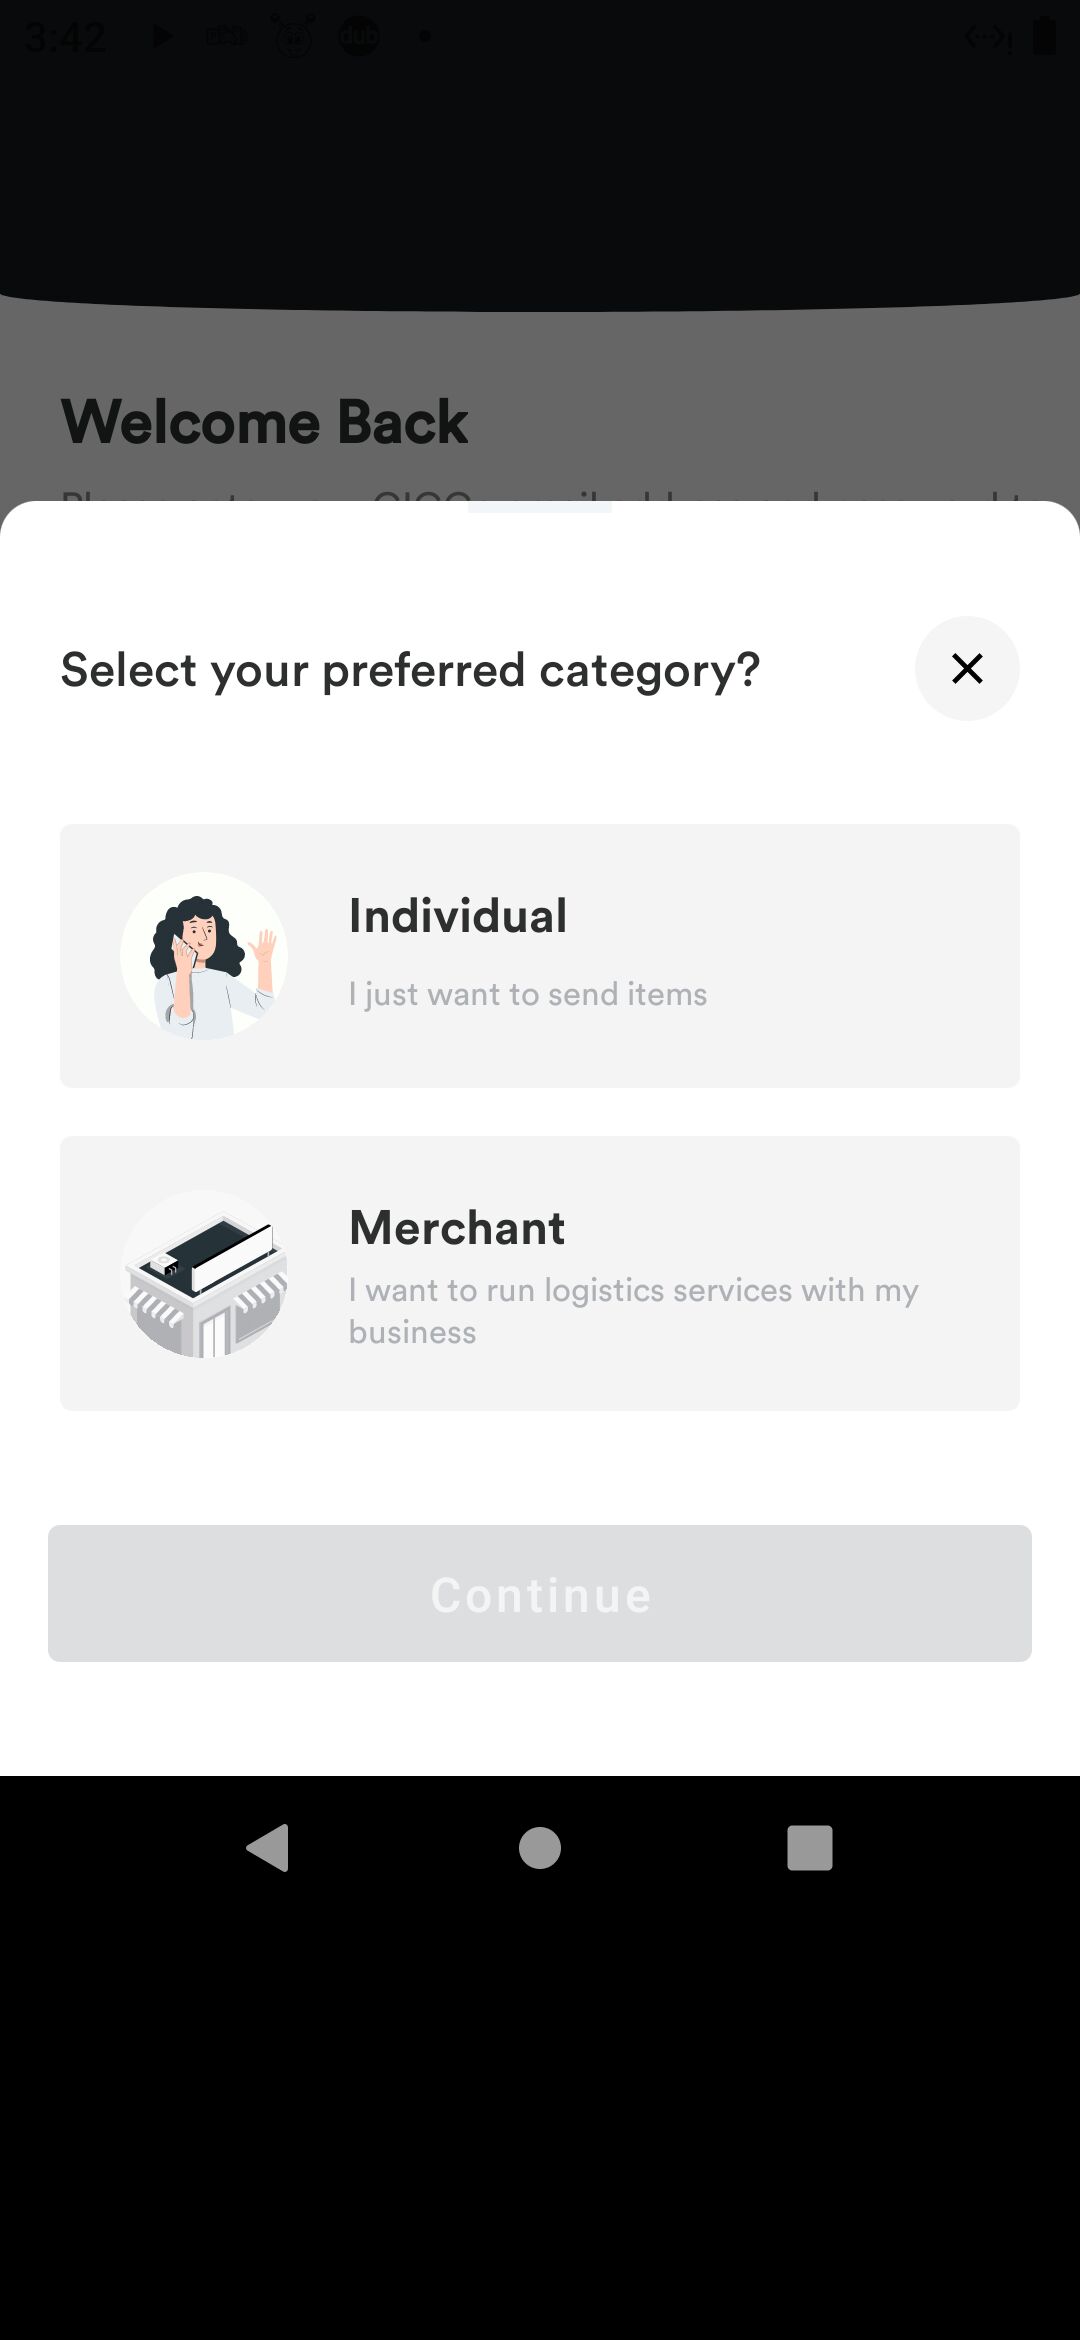 3:42
dub
Welcome Back
Select your preferred category?
Individual
I just want to send items
Merchant
I want to run logistics services with my
business
Continue